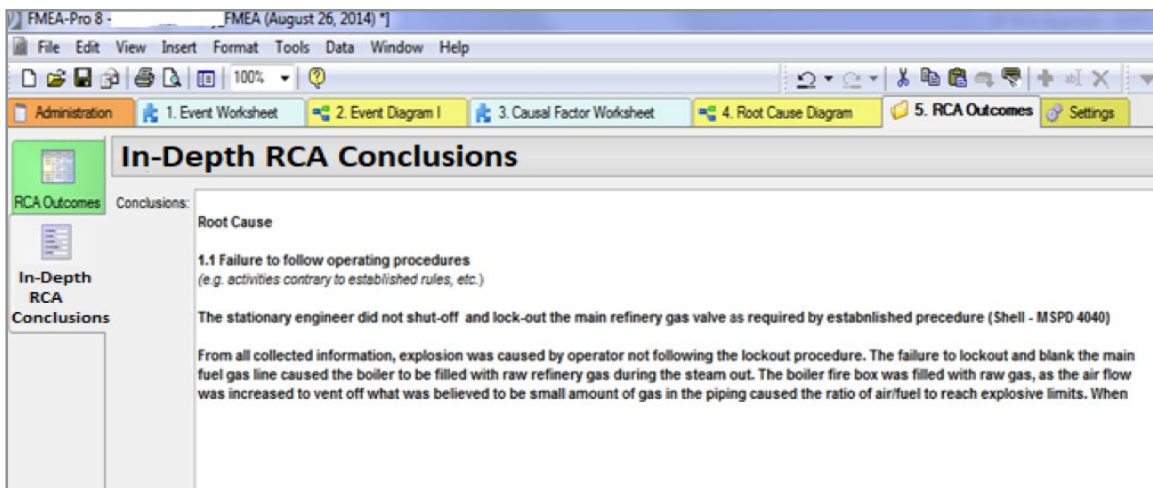 FMEA-Pro 8 - _FMEA (August 26, 2014) *]
File Edit View Insert Format Tools Data Window Help
100%
Administration 1. Event Worksheet 2. Event Diagram I 3. Causal Factor Worksheet 4. Root Cause Diagram 5. RCA Outcomes Settings
In-Depth RCA Conclusions
RCA Outcomes
In-Depth
RCA
Conclusions
Conclusions:
Root Cause
1.1 Failure to follow operating procedures
(e.g. activities contrary to established rules, etc.)
The stationary engineer did not shut-off and lock-out the main refinery gas valve as required by estabnlished precedure (Shell - MSPD 4040)
From all collected information, explosion was caused by operator not following the lockout procedure. The failure to lockout and blank the main
fuel gas line caused the boiler to be filled with raw refinery gas during the steam out. The boiler fire box was filled with raw gas, as the air flow
was increased to vent off what was believed to be small amount of gas in the piping caused the ratio of air/fuel to reach explosive limits. When